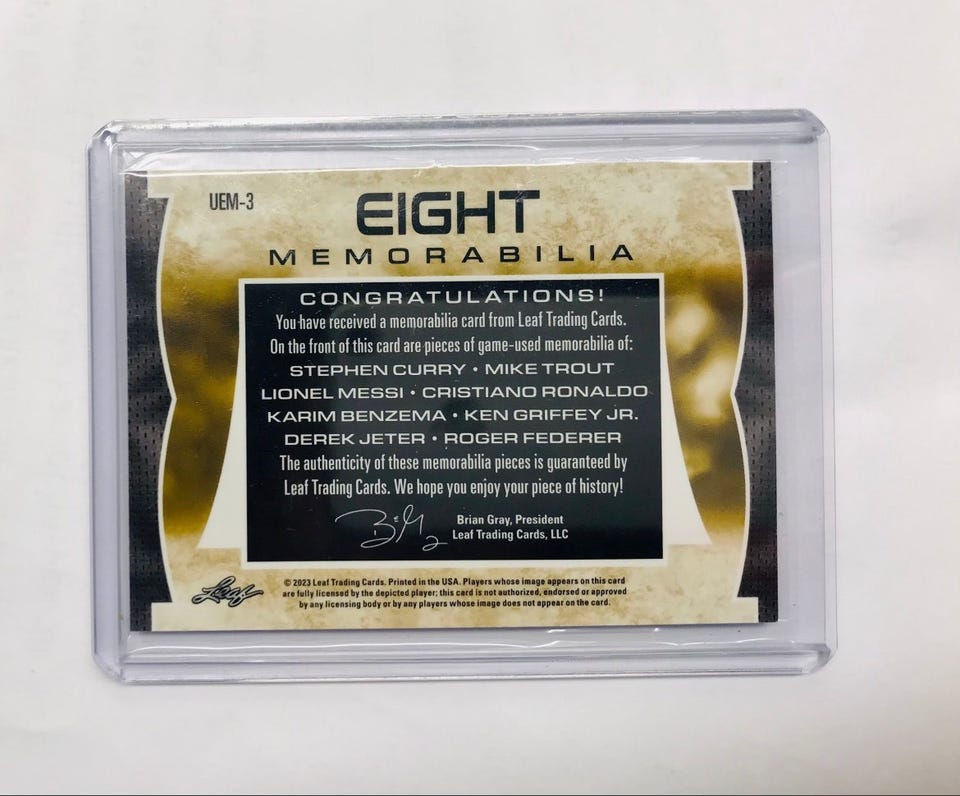 UEM-3
EIGHT
MEMORABILIA
CONGRATULATIONS!
You have received a memorabilia card from Leaf Trading Cards.
On the front of this card are pieces of game-used memorabilia of:
STEPHEN CURRY • MIKE TROUT
LIONEL MESSI • CRISTIANO RONALDO
KARIM BENZEMA • KEN GRIFFEY JR.
DEREK JETER • ROGER FEDERER
The authenticity of these memorabilia pieces is guaranteed by
Leaf Trading Cards. We hope you enjoy your piece of history!
Brian Gray, President
Leaf Trading Cards, LLC
Leaf
© 2023 Leaf Trading Cards. Printed in the USA. Players whose image appears on this card
are fully licensed by the depicted player; this card is not authorized, endorsed or approved
by any licensing body or by any players whose image does not appear on the card.